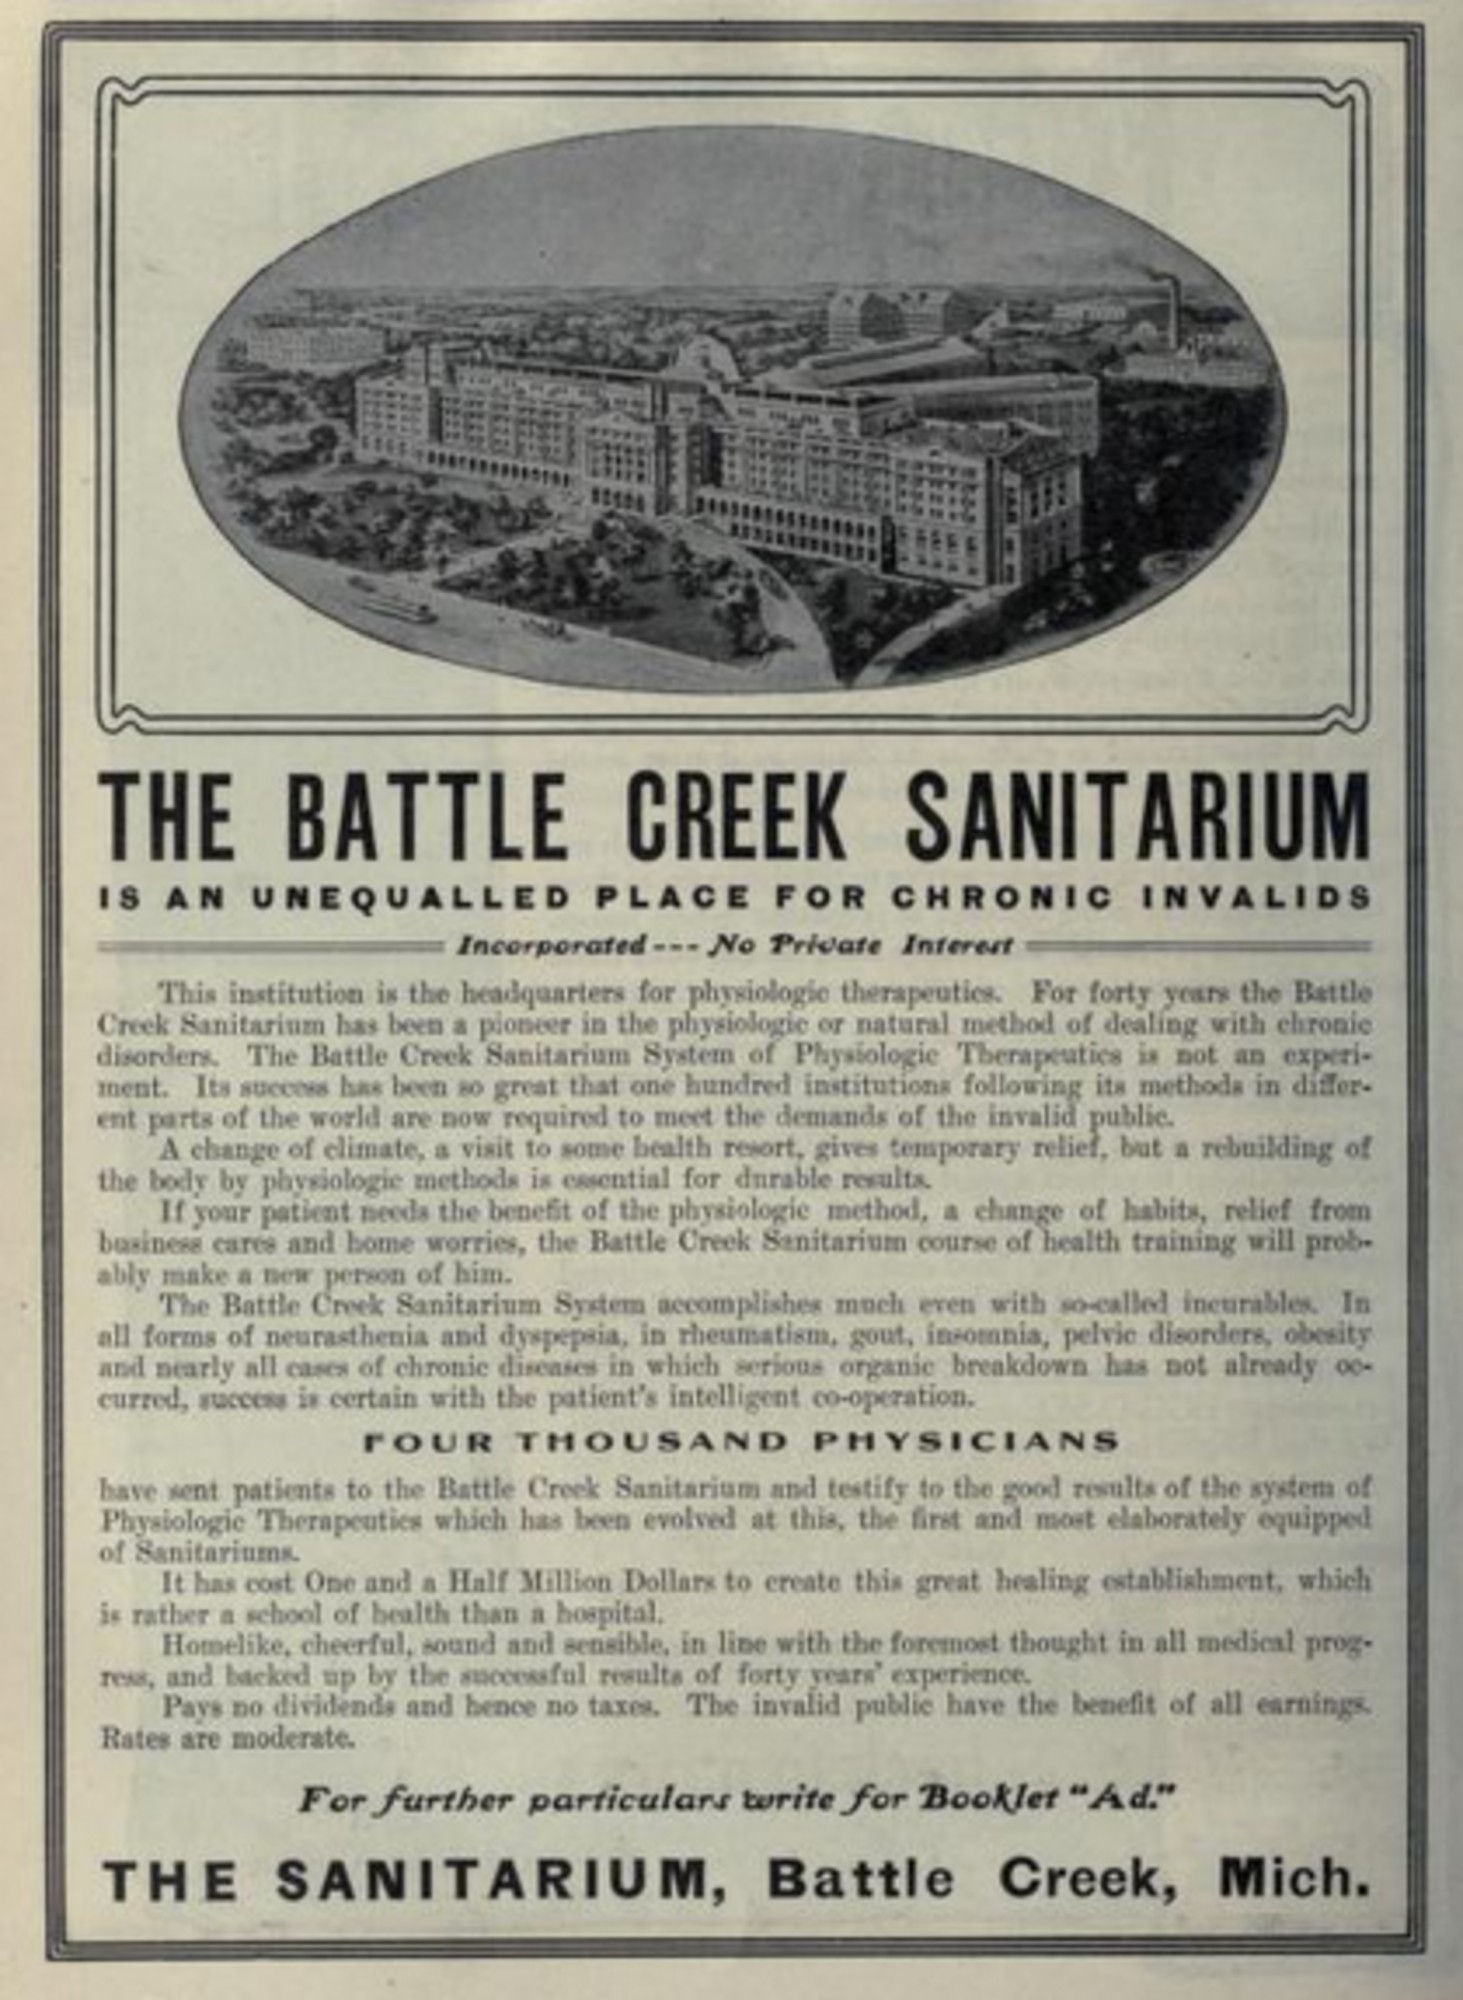 THE BATTLE CREEK SANITARIUM
IS AN UNEQUALLED PLACE FOR CHRONIC INVALIDS
Incorporated --- No Private Interest
This institution is the headquarters for physiologic therapeutics. For forty years the Battle
Creek Sanitarium has been a pioneer in the physiologic or natural method of dealing with chronic
disorders. The Battle Creek Sanitarium System of Physiologic Therapeutics is not an experi-
ment. Its success has been so great that one hundred institutions following its methods in differ-
ent parts of the world are now required to meet the demands of the invalid public.
A change of climate, a visit to some health resort, gives temporary relief, but a rebuilding of
the body by physiologic methods is essential for durable results.
If your patient needs the benefit of the physiologic method, a change of habits, relief from
business cares and home worries, the Battle Creek Sanitarium course of health training will prob-
ably make a new person of him.
The Battle Creek Sanitarium System accomplishes much even with so-called incurables. In
all forms of neurasthenia and dyspepsia, in rheumatism, gout, insomnia, pelvic disorders, obesity
and nearly all cases of chronic diseases in which serious organic breakdown has not already oc-
curred, success is certain with the patient's intelligent co-operation.
FOUR THOUSAND PHYSICIANS
have sent patients to the Battle Creek Sanitarium and testify to the good results of the system of
Physiologic Therapeutics which has been evolved at this, the first and most elaborately equipped
of Sanitariums.
It has cost One and a Half Million Dollars to create this great healing establishment, which
is rather a school of health than a hospital.
Homelike, cheerful, sound and sensible, in line with the foremost thought in all medical prog-
ress, and backed up by the successful results of forty years' experience.
Pays no dividends and hence no taxes. The invalid public have the benefit of all earnings.
Rates are moderate.
For further particulars write for Booklet "Ad."
THE SANITARIUM, Battle Creek, Mich.